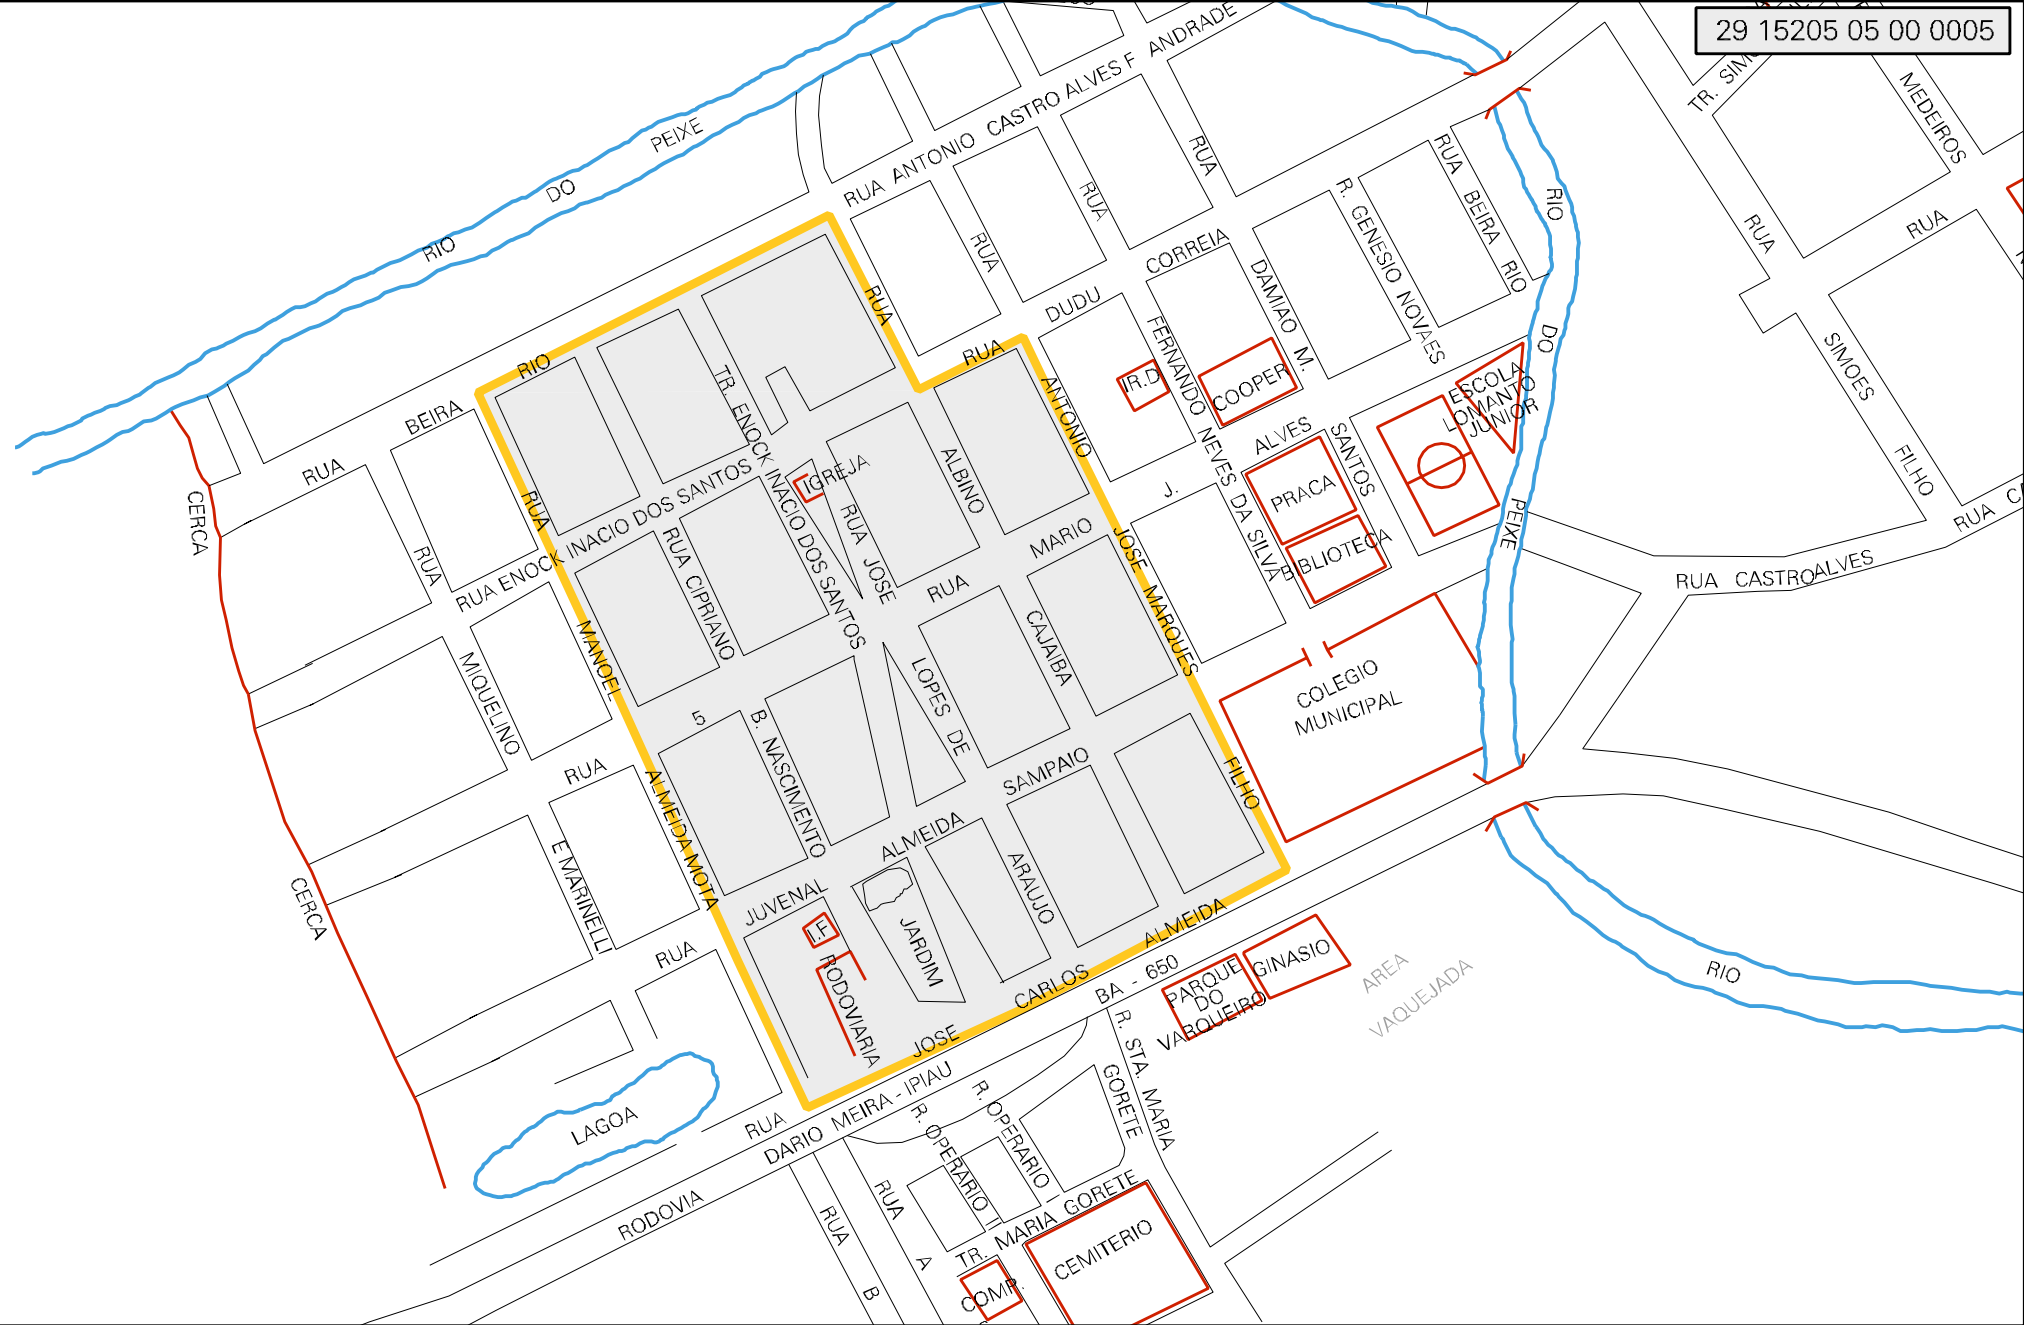 29 15205 05 00 0005
RIO
DO
PEIXE
RUA ANTONIO CASTRO ALVES F ANDRADE
RUA
RUA
RUA
RUA
TR.
MEDEIROS
RUA
RUA
SIMOES
FILHO
RUA
RIO
DO
PEIXE
RUA BEIRA RIO
R. GENESIO NOVAES
DAMIAO M.
SANTOS
RUA
DUDU
CORREIA
FERNANDO NEVES DA SILVA
IR.D
COOPER
ESCOLA
LOMANTO
JUNIOR
J.
ALVES
PRACA
BIBLIOTECA
RUA CASTRO ALVES
COLEGIO
MUNICIPAL
RUA
BEIRA
RIO
TR. ENOCK INACIO DOS SANTOS
RUA ENOCK INACIO DOS SANTOS
IGREJA
RUA JOSE
LOPES DE
ARAUJO
ALBINO
CAJAIBA
RUA
MARIO
ANTONIO
JOSE MARQUES
FILHO
RUA CIPRIANO
B. NASCIMENTO
RUA
MANOEL
ALMEIDA MOTA
RUA
MIQUELINO
E MARINELLI
CERCA
CERCA
RUA
5
RUA
JUVENAL
ALMEIDA
SAMPAIO
I.F
RODOVIARIA
JARDIM
RUA
JOSE
CARLOS
ALMEIDA
LAGOA
RODOVIA
DARIO MEIRA - IPIAU
BA - 650
PARQUE
DO
VAQUEIRO
GINASIO
AREA
VAQUEJADA
RIO
R. STA. MARIA
GORETE
R. OPERARIO
R. OPERARIO II
TR. MARIA GORETE
RUA
A
RUA
B
COMP.
CEMITERIO